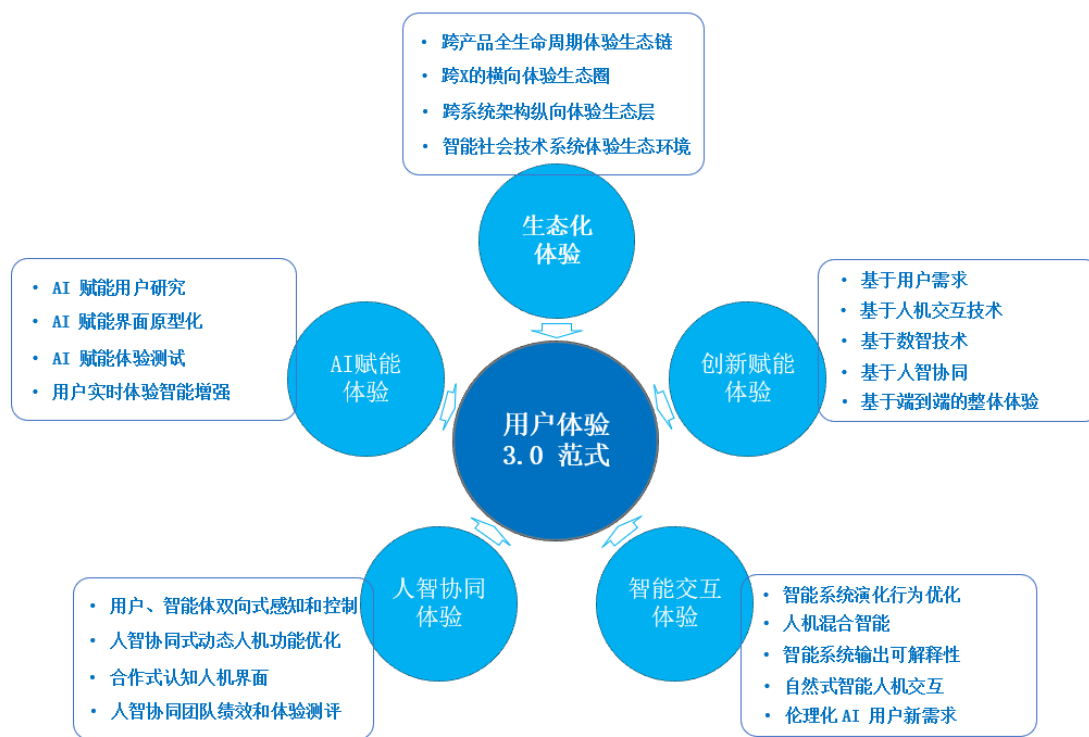 • 跨产品全生命周期体验生态链
• 跨X的横向体验生态圈
• 跨系统架构纵向体验生态层
• 智能社会技术系统体验生态环境
生态化
体验
• AI 赋能用户研究
• AI 赋能界面原型化
• AI 赋能体验测试
• 用户实时体验智能增强
AI赋能
体验
创新赋能
体验
• 基于用户需求
• 基于人机交互技术
• 基于数智技术
• 基于人智协同
• 基于端到端的整体体验
用户体验
3.0 范式
• 用户、智能体双向式感知和控制
• 人智协同式动态人机功能优化
• 合作式认知人机界面
• 人智协同团队绩效和体验测评
人智协同
体验
智能交互
体验
• 智能系统演化行为优化
• 人机混合智能
• 智能系统输出可解释性
• 自然式智能人机交互
• 伦理化 AI 用户新需求